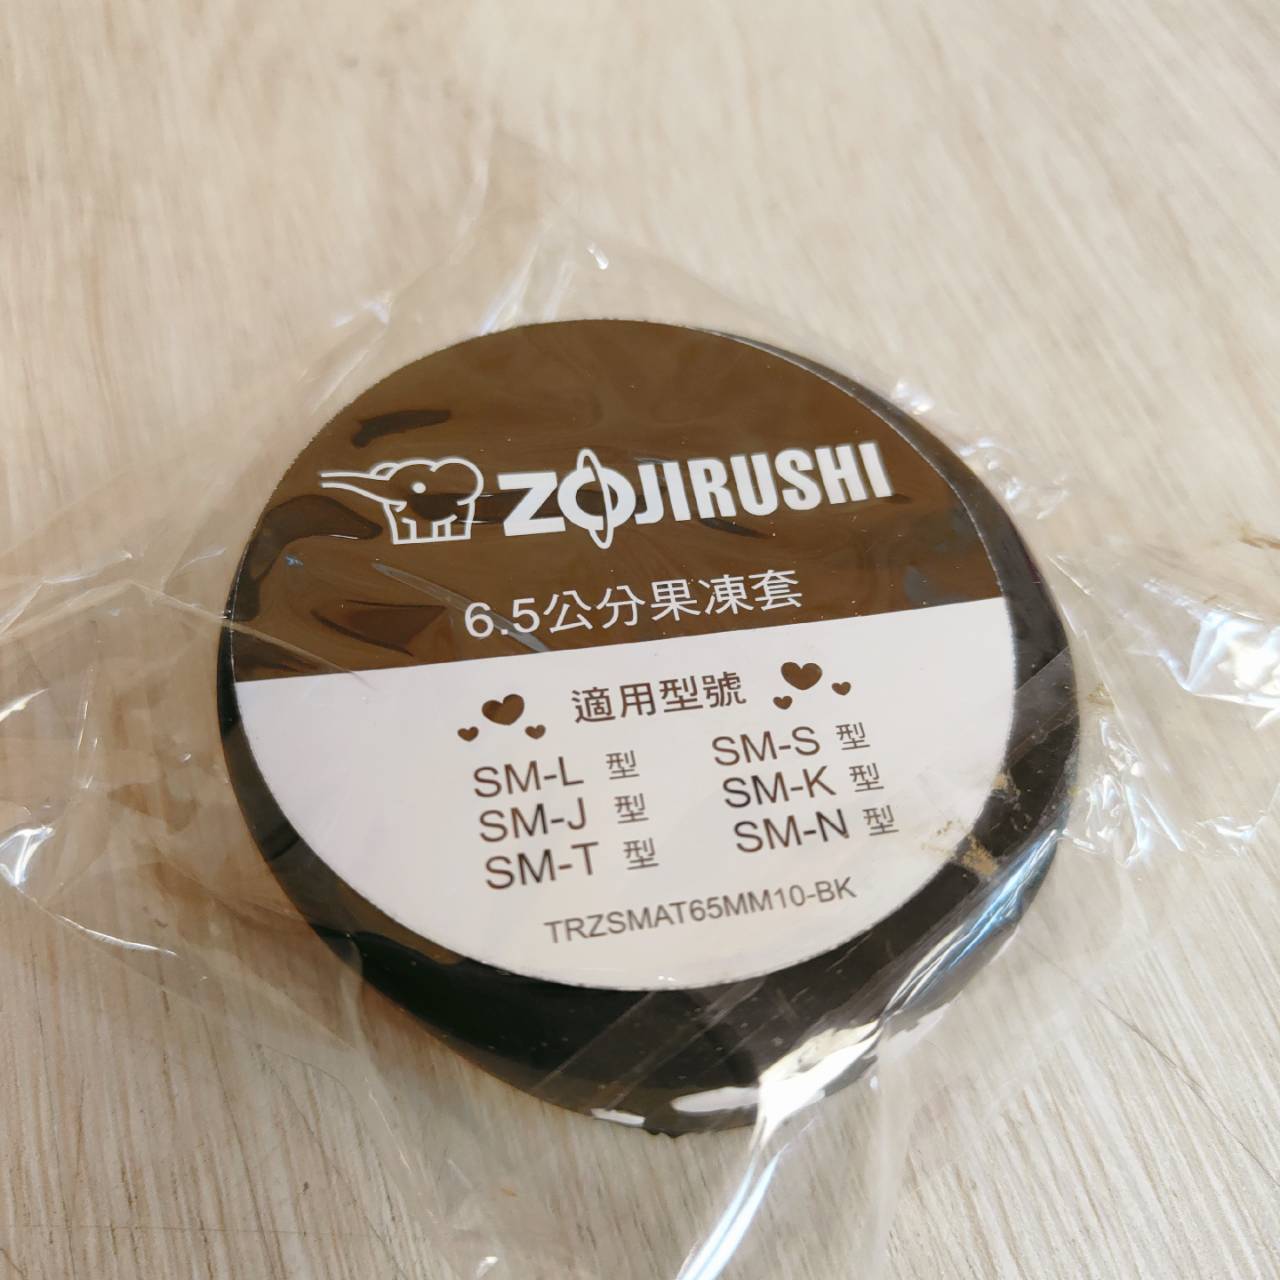 ZOJIRUSHI
6.5公分果凍套
適用型號
SM-L 型 SM-S 型
SM-J 型 SM-K 型
SM-T 型 SM-N 型
TRZSMAT65MM10-BK